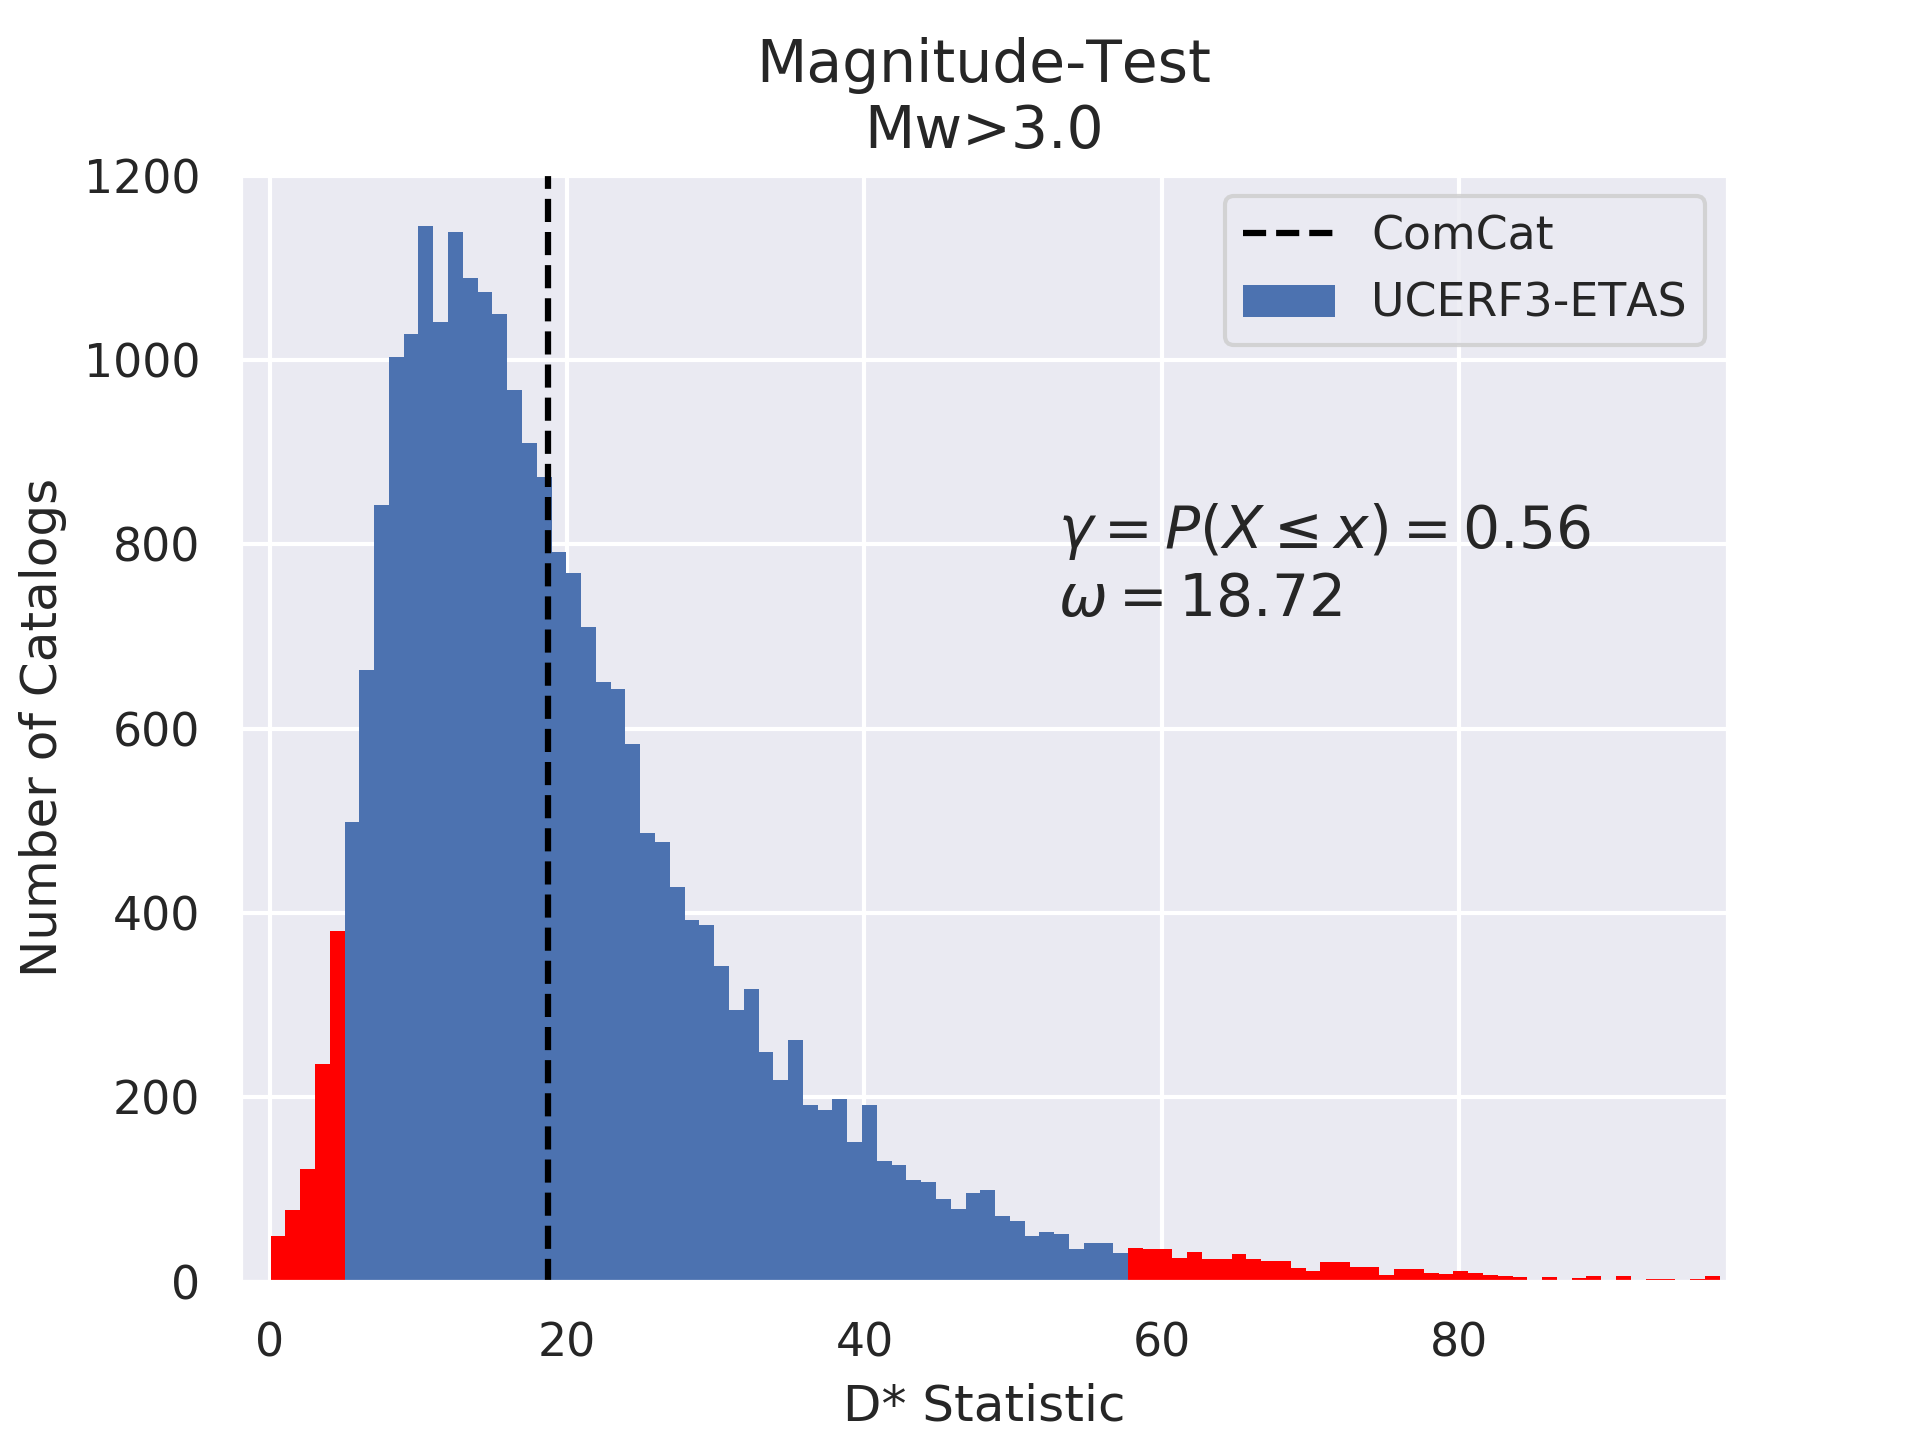 Magnitude-Test
Mw>3.0
1200
1000
800
600
400
200
0
Number of Catalogs
ComCat
UCERF3-ETAS
γ = P(X ≤ x) = 0.56
ω = 18.72
0 20 40 60 80
D* Statistic